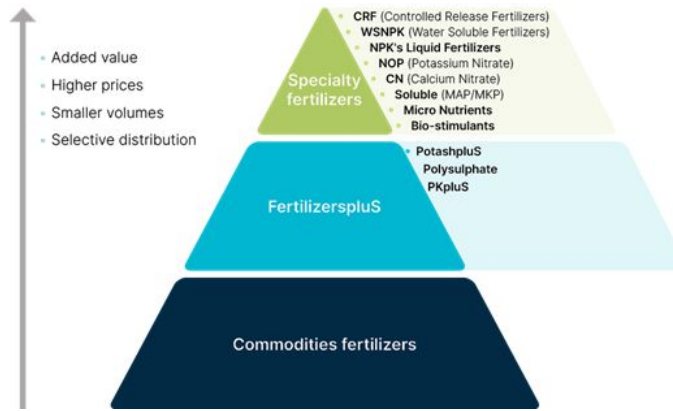 • Added value
• Higher prices
• Smaller volumes
• Selective distribution
Specialty
fertilizers
• CRF (Controlled Release Fertilizers)
• WSNPK (Water Soluble Fertilizers)
• NPK's Liquid Fertilizers
• NOP (Potassium Nitrate)
• CN (Calcium Nitrate)
• Soluble (MAP/MKP)
• Micro Nutrients
• Bio-stimulants
FertilizerspluS
• PotashpluS
Polysulphate
PKpluS
Commodities fertilizers